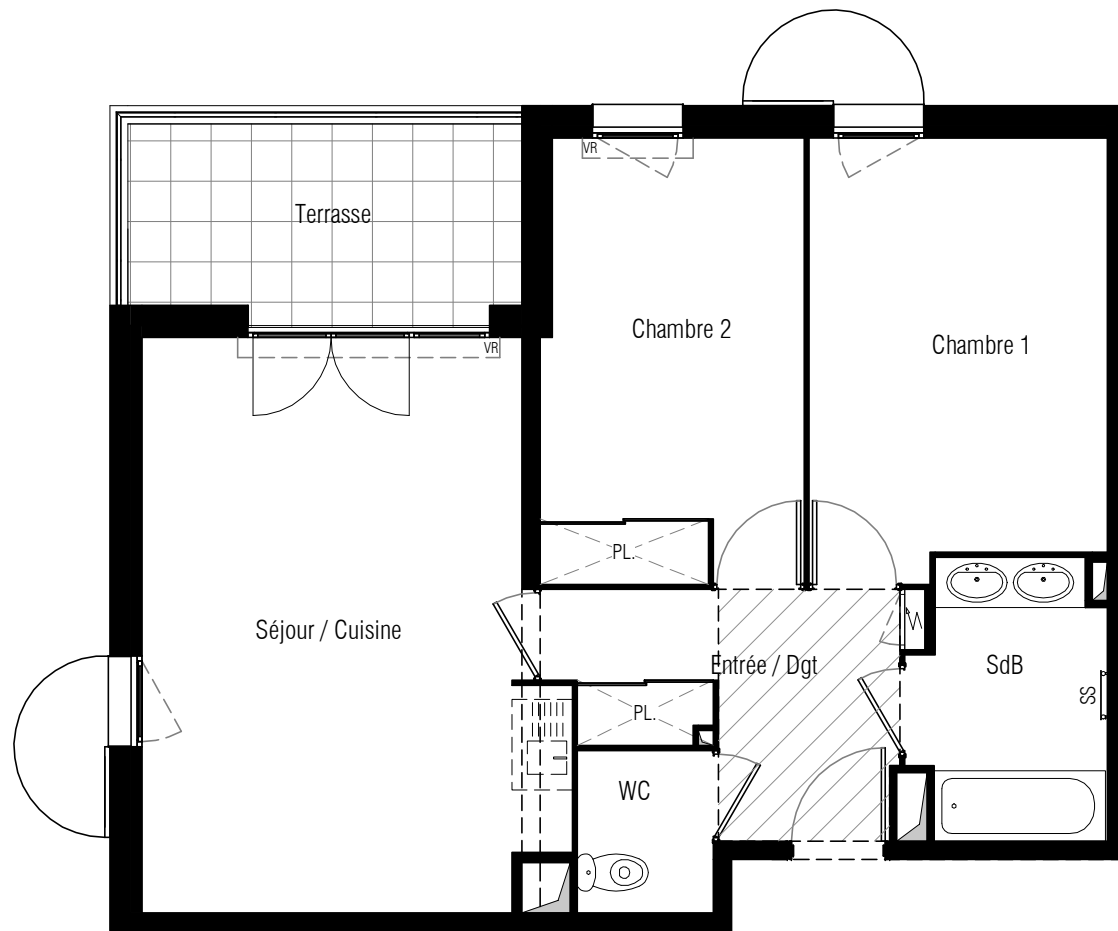 VR
Terrasse
Chambre 2
Chambre 1
VR
PL.
Séjour / Cuisine
Entrée / Dgt
SdB
SS
PL.
WC